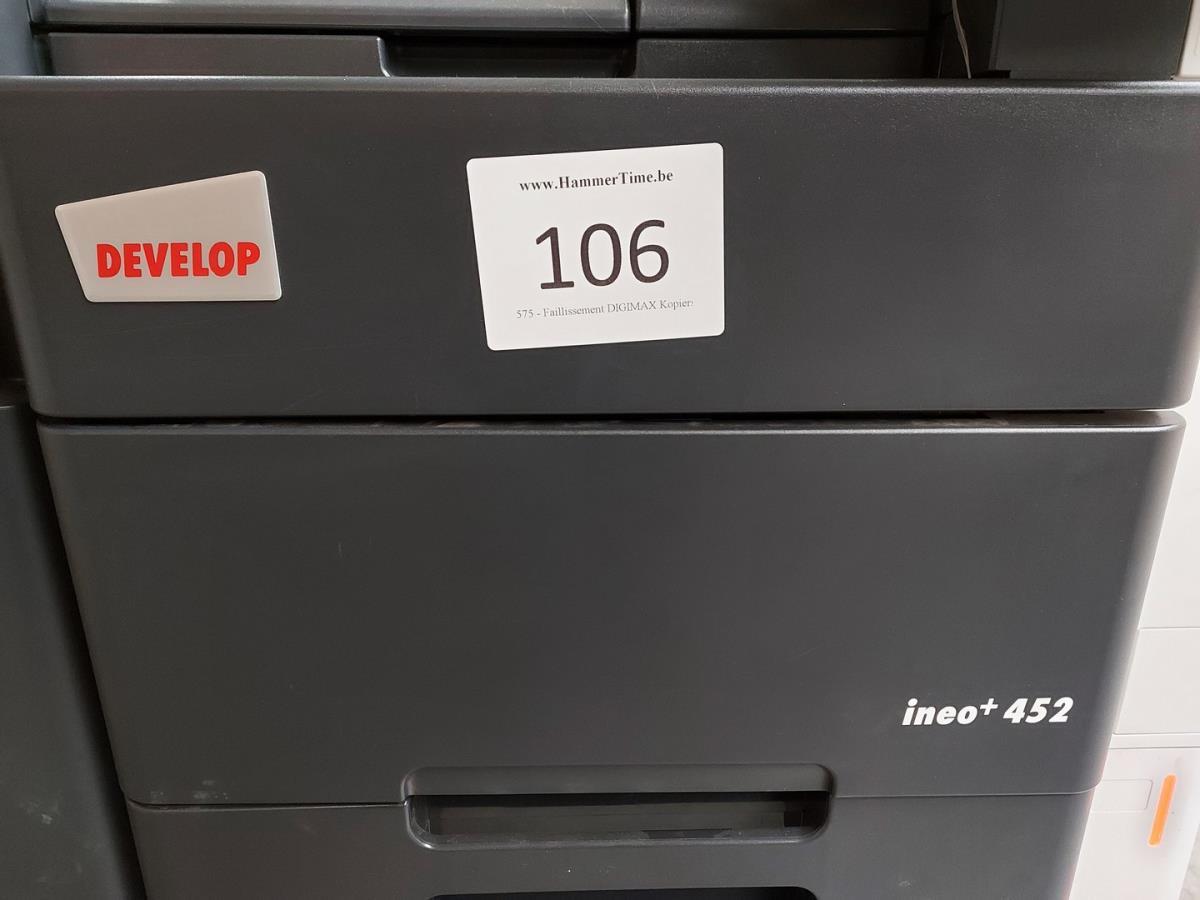 www.HammerTime.be
DEVELOP
106
575 - Faillissement DIGIMAX Kopiers
ineo+ 452